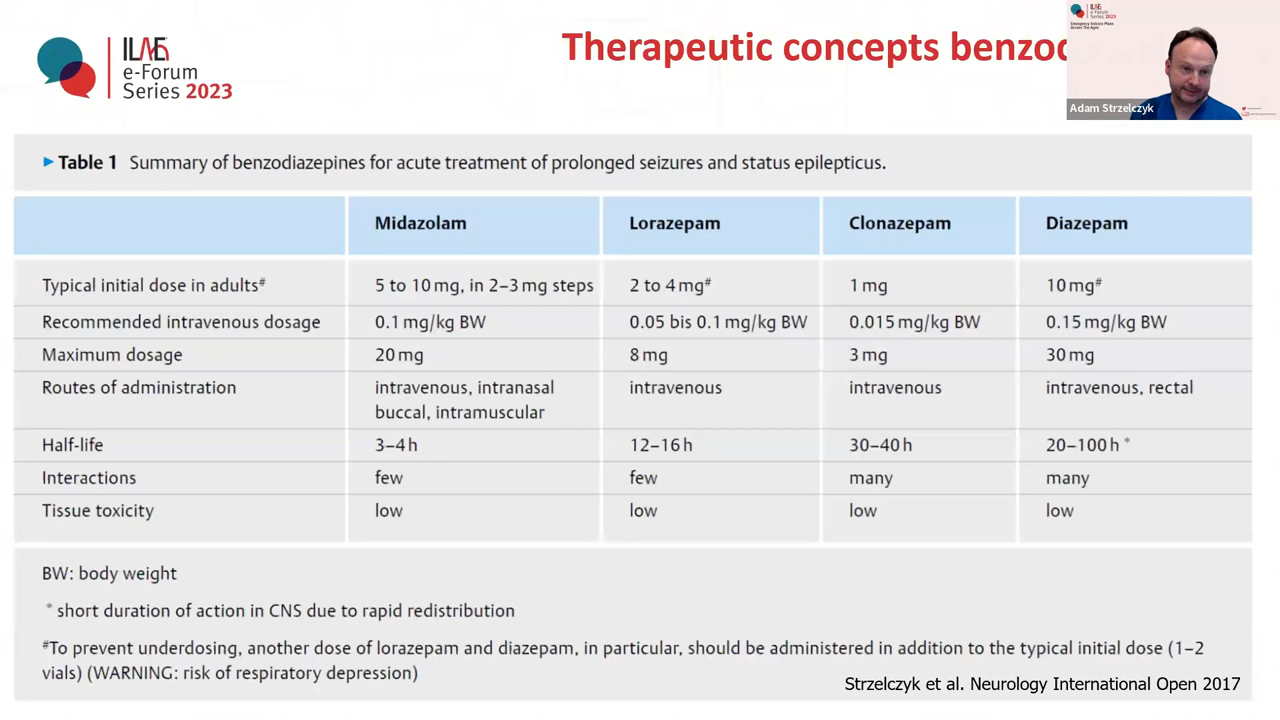 ILAE
e-Forum
Series 2023
Therapeutic concepts
ILAE
e-Forum
Series 2023
Adam Strzelczyk
Table 1 Summary of benzodiazepines for acute treatment of prolonged seizures and status epilepticus.
Midazolam Lorazepam Clonazepam Diazepam
Typical initial dose in adults# 5 to 10 mg, in 2–3 mg steps 2 to 4 mg# 1 mg 10 mg#
Recommended intravenous dosage 0.1 mg/kg BW 0.05 bis 0.1 mg/kg BW 0.015 mg/kg BW 0.15 mg/kg BW
Maximum dosage 20 mg 8 mg 3 mg 30 mg
Routes of administration intravenous, intranasal intravenous intravenous intravenous, rectal
buccal, intramuscular
Half-life 3–4 h 12–16 h 30–40 h 20–100 h *
Interactions few few many many
Tissue toxicity low low low low
BW: body weight
* short duration of action in CNS due to rapid redistribution
#To prevent underdosing, another dose of lorazepam and diazepam, in particular, should be administered in addition to the typical initial dose (1–2
vials) (WARNING: risk of respiratory depression)
Strzelczyk et al. Neurology International Open 2017